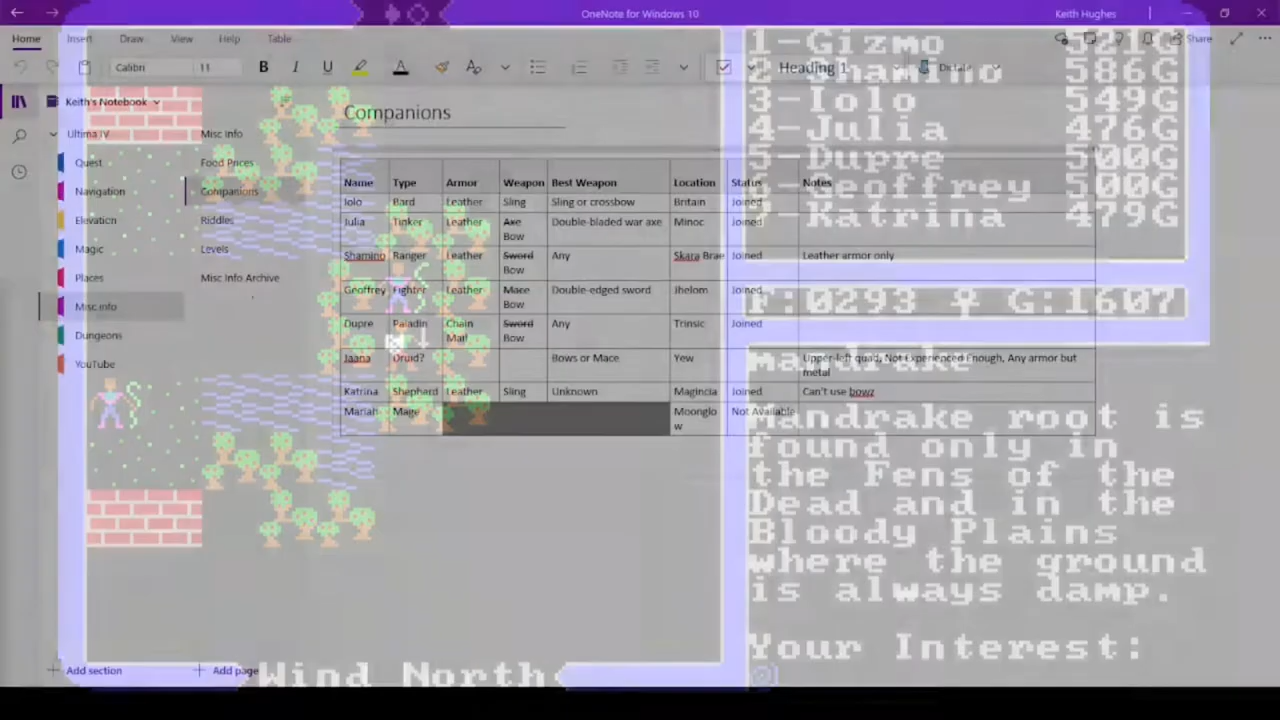 OneNote for Windows 10
Keith Hughes
Home Insert Draw View Help Table
Share
Calibri 11 B I U Heading 1 Dictate
Keith's Notebook
Ultima IV
Quest
Navigation
Elevation
Magic
Places
Misc Info
Dungeons
YouTube
Add section
Misc Info
Food Prices
Companions
Riddles
Levels
Misc Info Archive
Add page
Companions
Name Type Armor Weapon Best Weapon Location Status Notes
Iolo Bard Leather Sling Sling or crossbow Britain Joined
Julia Tinker Leather Axe Bow Double-bladed war axe Minoc Joined
Shamino Ranger Leather Sword Bow Any Skara Brae Joined Leather armor only
Geoffrey Fighter Leather Mace Bow Double-edged sword Jhelom Joined
Dupre Paladin Chain Mail Sword Bow Any Trinsic Joined
Jaana Druid? Bows or Mace Yew Upper-left quad, Not Experienced Enough, Any armor but metal
Katrina Shephard Leather Sling Unknown Magincia Joined Can't use bowz
Mariah Mage Moonglow Not Available
1-Gizmo 521G
2-Shamino 586G
3-Iolo 549G
4-Julia 476G
5-Dupre 500G
6-Geoffrey 500G
7-Katrina 479G
F:0293 G:1607
mandrake
Mandrake root is
found only in
the Fens of the
Dead and in the
Bloody Plains
where the ground
is always damp.
Your Interest:
Wind North